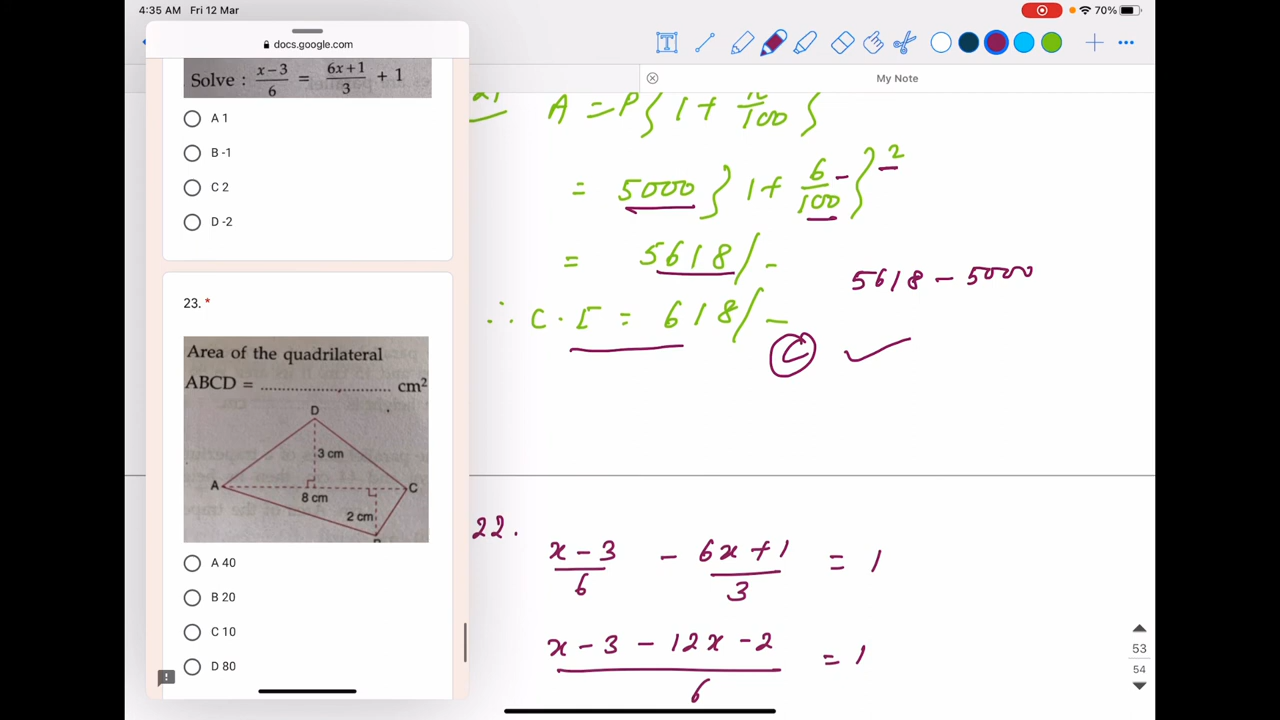 4:35 AM Fri 12 Mar
70%
docs.google.com
My Note
Solve : x−3/6 = 6x+1/3 + 1
A 1
B -1
C 2
D -2
23. *
Area of the quadrilateral
ABCD = ........................... cm²
D
3 cm
A
C
8 cm
2 cm
A 40
B 20
C 10
D 80
A = P{ 1 + /100 }
= 5000 } 1 + 6/100 }²
= 5618/-
5618 - 5000
∴ C.I = 618/-
C ✓
22.
x - 3/6 - 6x + 1/3 = 1
x - 3 - 12x - 2/6 = 1
53
54